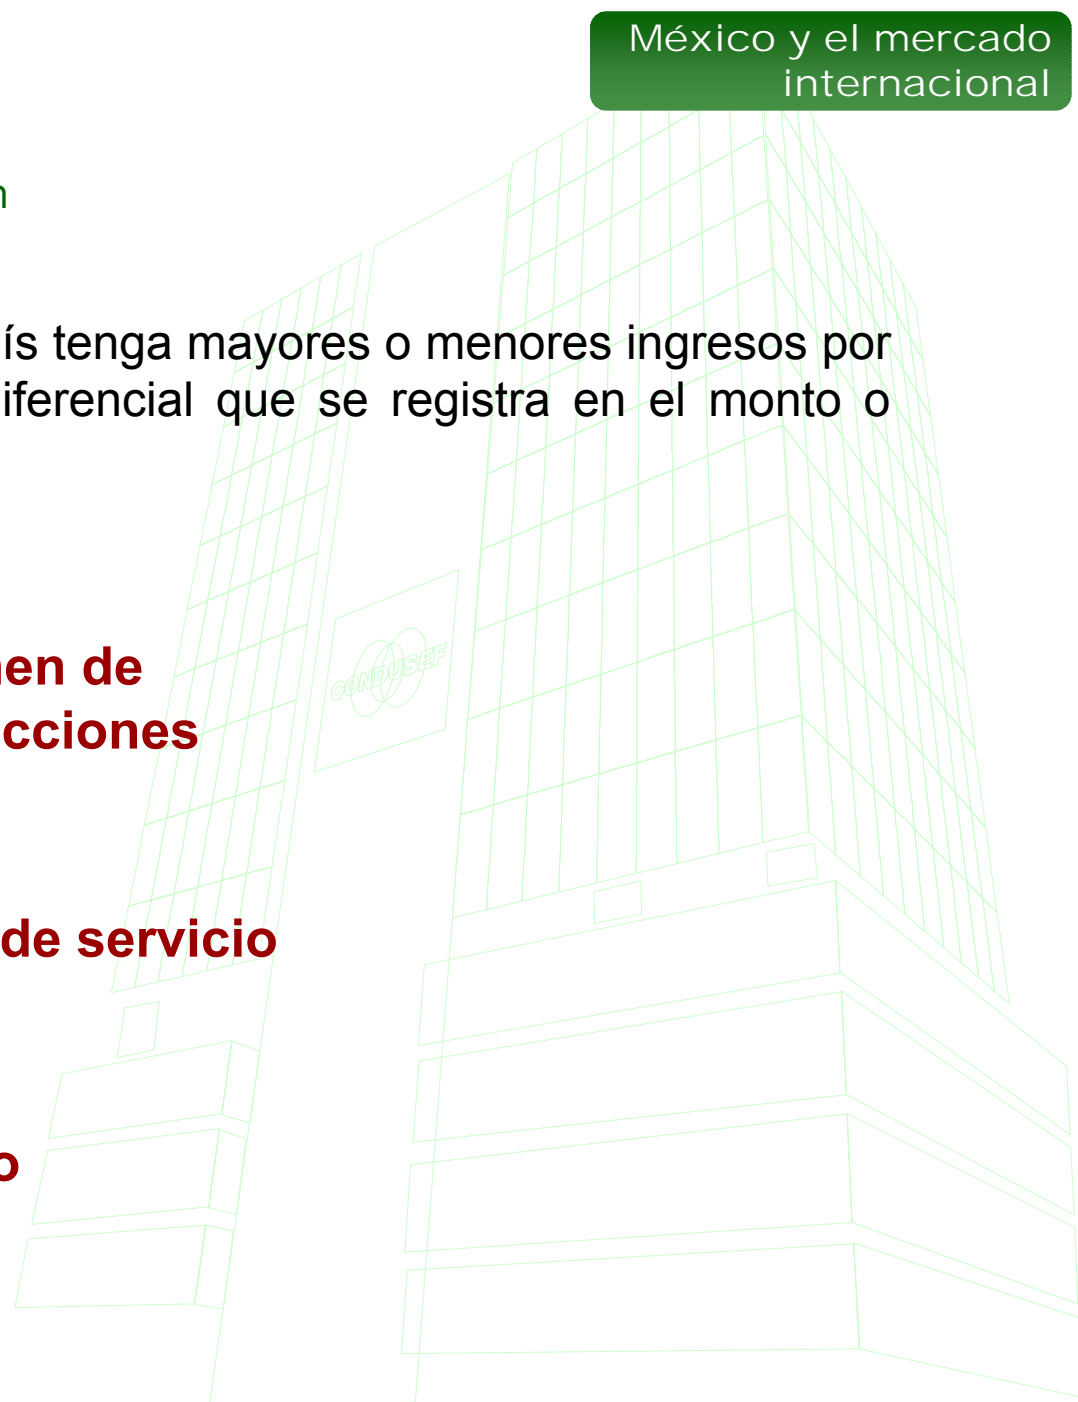 México y el mercado
internacional
n
ís tenga mayores o menores ingresos por
iferencial que se registra en el monto o
CONDUSEF
en de
cciones
de servicio
o